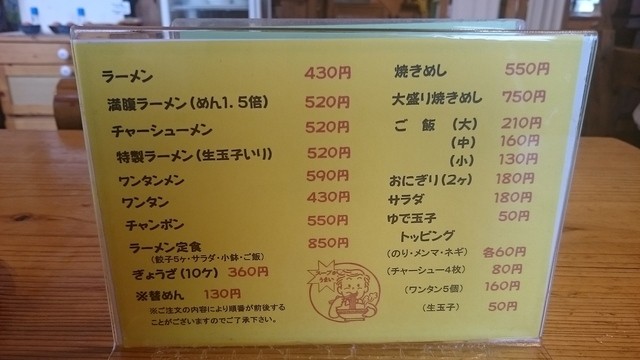 ラーメン 430円
満腹ラーメン(めん1.5倍) 520円
チャーシューメン 520円
特製ラーメン(生玉子いり) 520円
ワンタンメン 590円
ワンタン 430円
チャンポン 550円
ラーメン定食 850円
(餃子5ヶ・サラダ・小鉢・ご飯)
ぎょうざ(10ケ) 360円
※替めん 130円
※ご注文の内容により順番が前後する
ことがございますのでご了承下さい。
焼きめし 550円
大盛り焼きめし 750円
ご 飯 (大) 210円
(中) 160円
(小) 130円
おにぎり(2ヶ) 180円
サラダ 180円
ゆで玉子 50円
トッピング
(のり・メンマ・ネギ) 各60円
(チャーシュー4枚) 80円
(ワンタン5個) 160円
(生玉子) 50円